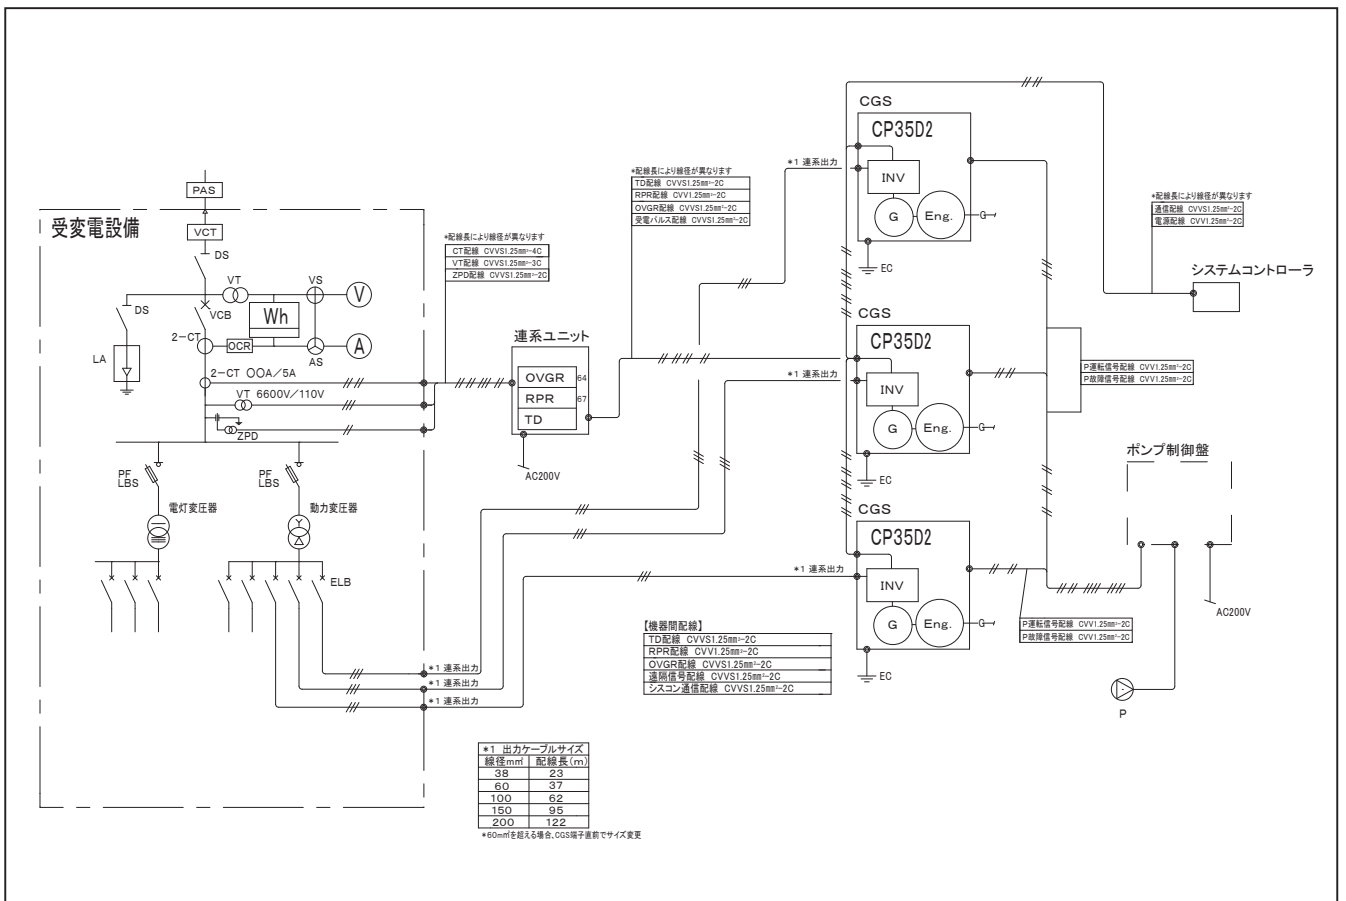 受変電設備
PAS
VCT
DS
VT
VS
V
DS
VCB
Wh
2−CT
OCR
A
AS
LA
2−CT 〇〇A／5A
VT 6600V／110V
ZPD
PF
LBS
PF
LBS
電灯変圧器
動力変圧器
ELB
*配線長により線径が異なります
CT配線 CVVS1.25mm²-4C
VT配線 CVVS1.25mm²-3C
ZPD配線 CVVS1.25mm²-2C
連系ユニット
OVGR 64
RPR 67
TD
AC200V
*配線長により線径が異なります
TD配線 CVVS1.25mm²-2C
RPR配線 CVV1.25mm²-2C
OVGR配線 CVVS1.25mm²-2C
受電パルス配線 CVVS1.25mm²-2C
CGS
CP35D2
*1 連系出力
INV
G
Eng.
G
EC
CGS
CP35D2
*1 連系出力
INV
G
Eng.
G
EC
CGS
CP35D2
*1 連系出力
INV
G
Eng.
G
EC
*配線長により線径が異なります
通信配線 CVVS1.25mm²-2C
電源配線 CVV1.25mm²-2C
システムコントローラ
P運転信号配線 CVV1.25mm²-2C
P故障信号配線 CVV1.25mm²-2C
ポンプ制御盤
AC200V
P運転信号配線 CVV1.25mm²-2C
P故障信号配線 CVV1.25mm²-2C
P
【機器間配線】
TD配線 CVVS1.25mm²-2C
RPR配線 CVV1.25mm²-2C
OVGR配線 CVVS1.25mm²-2C
遠隔信号配線 CVVS1.25mm²-2C
シスコン通信配線 CVVS1.25mm²-2C
*1 連系出力
*1 連系出力
*1 連系出力
*1 出力ケーブルサイズ
線径mm² 配線長(m)
38 23
60 37
100 62
150 95
200 122
*60mm²を超える場合、CGS端子直前でサイズ変更